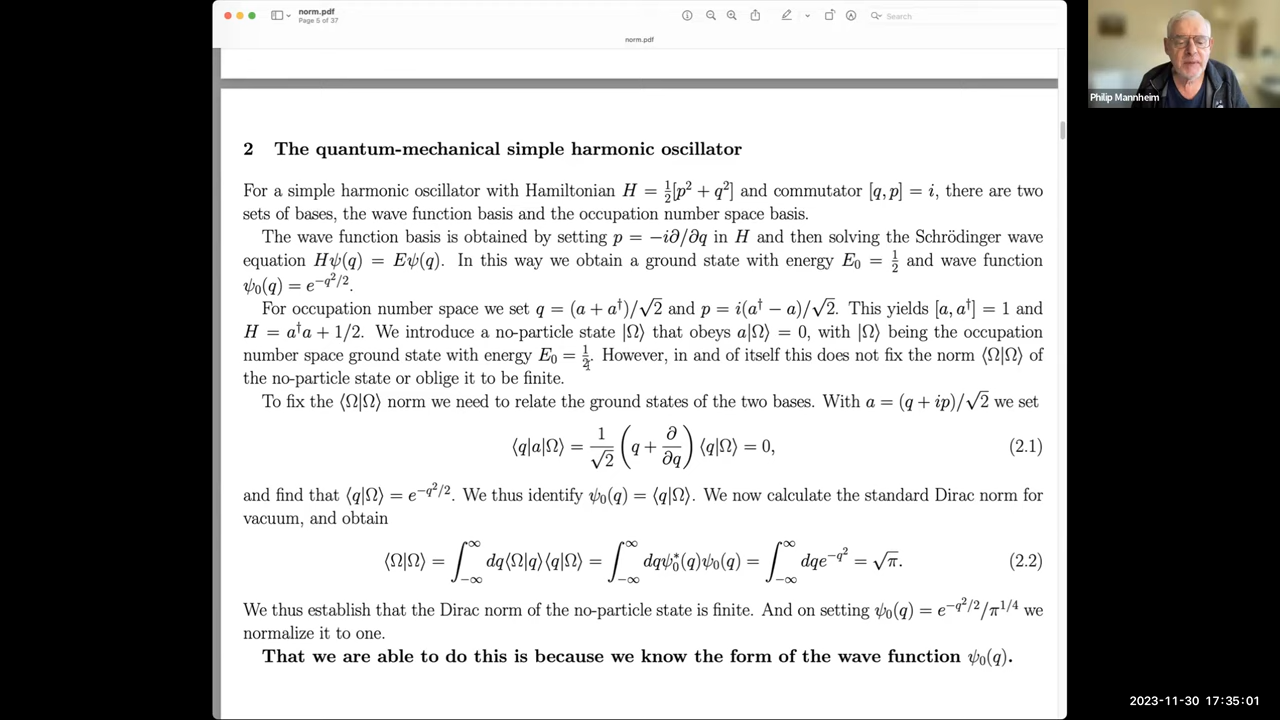 norm.pdf
Page 5 of 37
Search
norm.pdf
Philip Mannheim
2 The quantum-mechanical simple harmonic oscillator
For a simple harmonic oscillator with Hamiltonian H = ½[p² + q²] and commutator [q, p] = i, there are two
sets of bases, the wave function basis and the occupation number space basis.
The wave function basis is obtained by setting p = −i∂/∂q in H and then solving the Schrödinger wave
equation Hψ(q) = Eψ(q). In this way we obtain a ground state with energy E₀ = ½ and wave function
ψ₀(q) = e^{−q²/2}.
For occupation number space we set q = (a + a†)/√2 and p = i(a† − a)/√2. This yields [a, a†] = 1 and
H = a†a + 1/2. We introduce a no-particle state |Ω⟩ that obeys a|Ω⟩ = 0, with |Ω⟩ being the occupation
number space ground state with energy E₀ = ½. However, in and of itself this does not fix the norm ⟨Ω|Ω⟩ of
the no-particle state or oblige it to be finite.
To fix the ⟨Ω|Ω⟩ norm we need to relate the ground states of the two bases. With a = (q + ip)/√2 we set
⟨q|a|Ω⟩ = 1/√2 (q + ∂/∂q) ⟨q|Ω⟩ = 0, (2.1)
and find that ⟨q|Ω⟩ = e^{−q²/2}. We thus identify ψ₀(q) = ⟨q|Ω⟩. We now calculate the standard Dirac norm for
vacuum, and obtain
⟨Ω|Ω⟩ = ∫_{−∞}^{∞} dq⟨Ω|q⟩⟨q|Ω⟩ = ∫_{−∞}^{∞} dqψ₀*(q)ψ₀(q) = ∫_{−∞}^{∞} dqe^{−q²} = √π. (2.2)
We thus establish that the Dirac norm of the no-particle state is finite. And on setting ψ₀(q) = e^{−q²/2}/π^{1/4} we
normalize it to one.
That we are able to do this is because we know the form of the wave function ψ₀(q).
2023-11-30 17:35:01